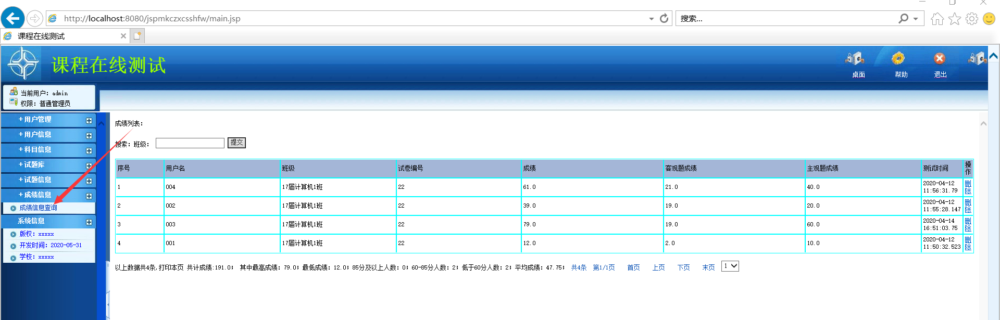 http://localhost:8080/jspmkczxcsshfw/main.jsp
搜索...
课程在线测试
课程在线测试
桌面
帮助
退出
当前用户: admin
权限: 普通管理员
+用户管理
+用户信息
+科目信息
+试题库
+试题信息
+成绩信息
成绩信息查询
系统信息
版权: xxxxx
开发时间: 2020-05-31
学校: xxxxx
成绩列表:
搜索: 班级: 提交
序号 用户名 班级 试卷编号 成绩 客观题成绩 主观题成绩 测试时间 操作
1 004 17届计算机1班 22 61.0 21.0 40.0 2020-04-12 11:56:31.79 删除
2 002 17届计算机1班 22 39.0 19.0 20.0 2020-04-12 11:55:28.147 删除
3 003 17届计算机1班 22 79.0 19.0 60.0 2020-04-14 16:51:03.75 删除
4 001 17届计算机1班 22 12.0 2.0 10.0 2020-04-12 11:50:32.523 删除
以上数据共4条,打印本页 共计成绩:191.0; 其中最高成绩: 79.0; 最低成绩: 12.0; 85分及以上人数: 0; 60-85分人数: 2; 低于60分人数: 2; 平均成绩: 47.75; 共4条 第1/1页 首页 上页 下页 末页 1